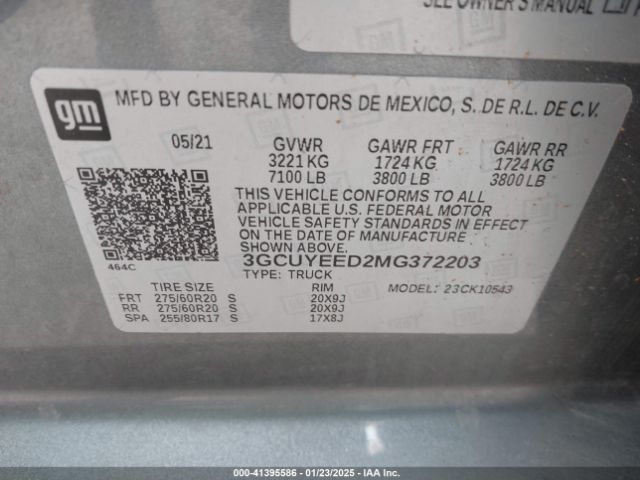 SEE OWNER'S MANUAL
gm
MFD BY GENERAL MOTORS DE MEXICO, S. DE R.L. DE C.V.
05/21 GVWR GAWR FRT GAWR RR
3221 KG 1724 KG 1724 KG
7100 LB 3800 LB 3800 LB
THIS VEHICLE CONFORMS TO ALL
APPLICABLE U.S. FEDERAL MOTOR
VEHICLE SAFETY STANDARDS IN EFFECT
ON THE DATE OF MANUFACTURE
SHOWN ABOVE.
464C
3GCUYEED2MG372203
TYPE: TRUCK
MODEL: 23CK10543
TIRE SIZE RIM
FRT 275/60R20 S 20X9J
RR 275/60R20 S 20X9J
SPA 255/80R17 S 17X8J
000-41395586 - 01/23/2025 - IAA Inc.